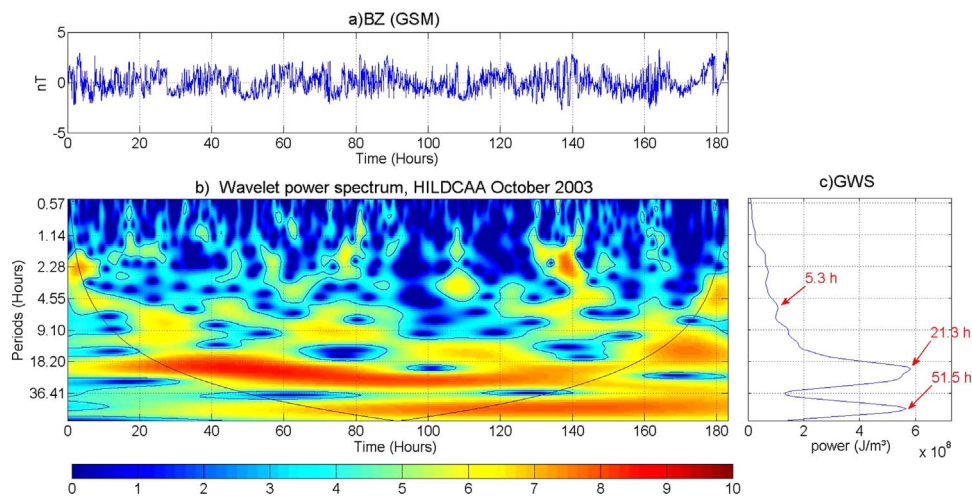 a)BZ (GSM)
5
0
-5
nT
0 20 40 60 80 100 120 140 160 180
Time (Hours)
b) Wavelet power spectrum, HILDCAA October 2003
0.57
1.14
2.28
4.55
9.10
18.20
36.41
Periods (Hours)
0 20 40 60 80 100 120 140 160 180
Time (Hours)
c)GWS
5.3 h
21.3 h
51.5 h
0 2 4 6
power (J/m³) x 10⁸
0 1 2 3 4 5 6 7 8 9 10